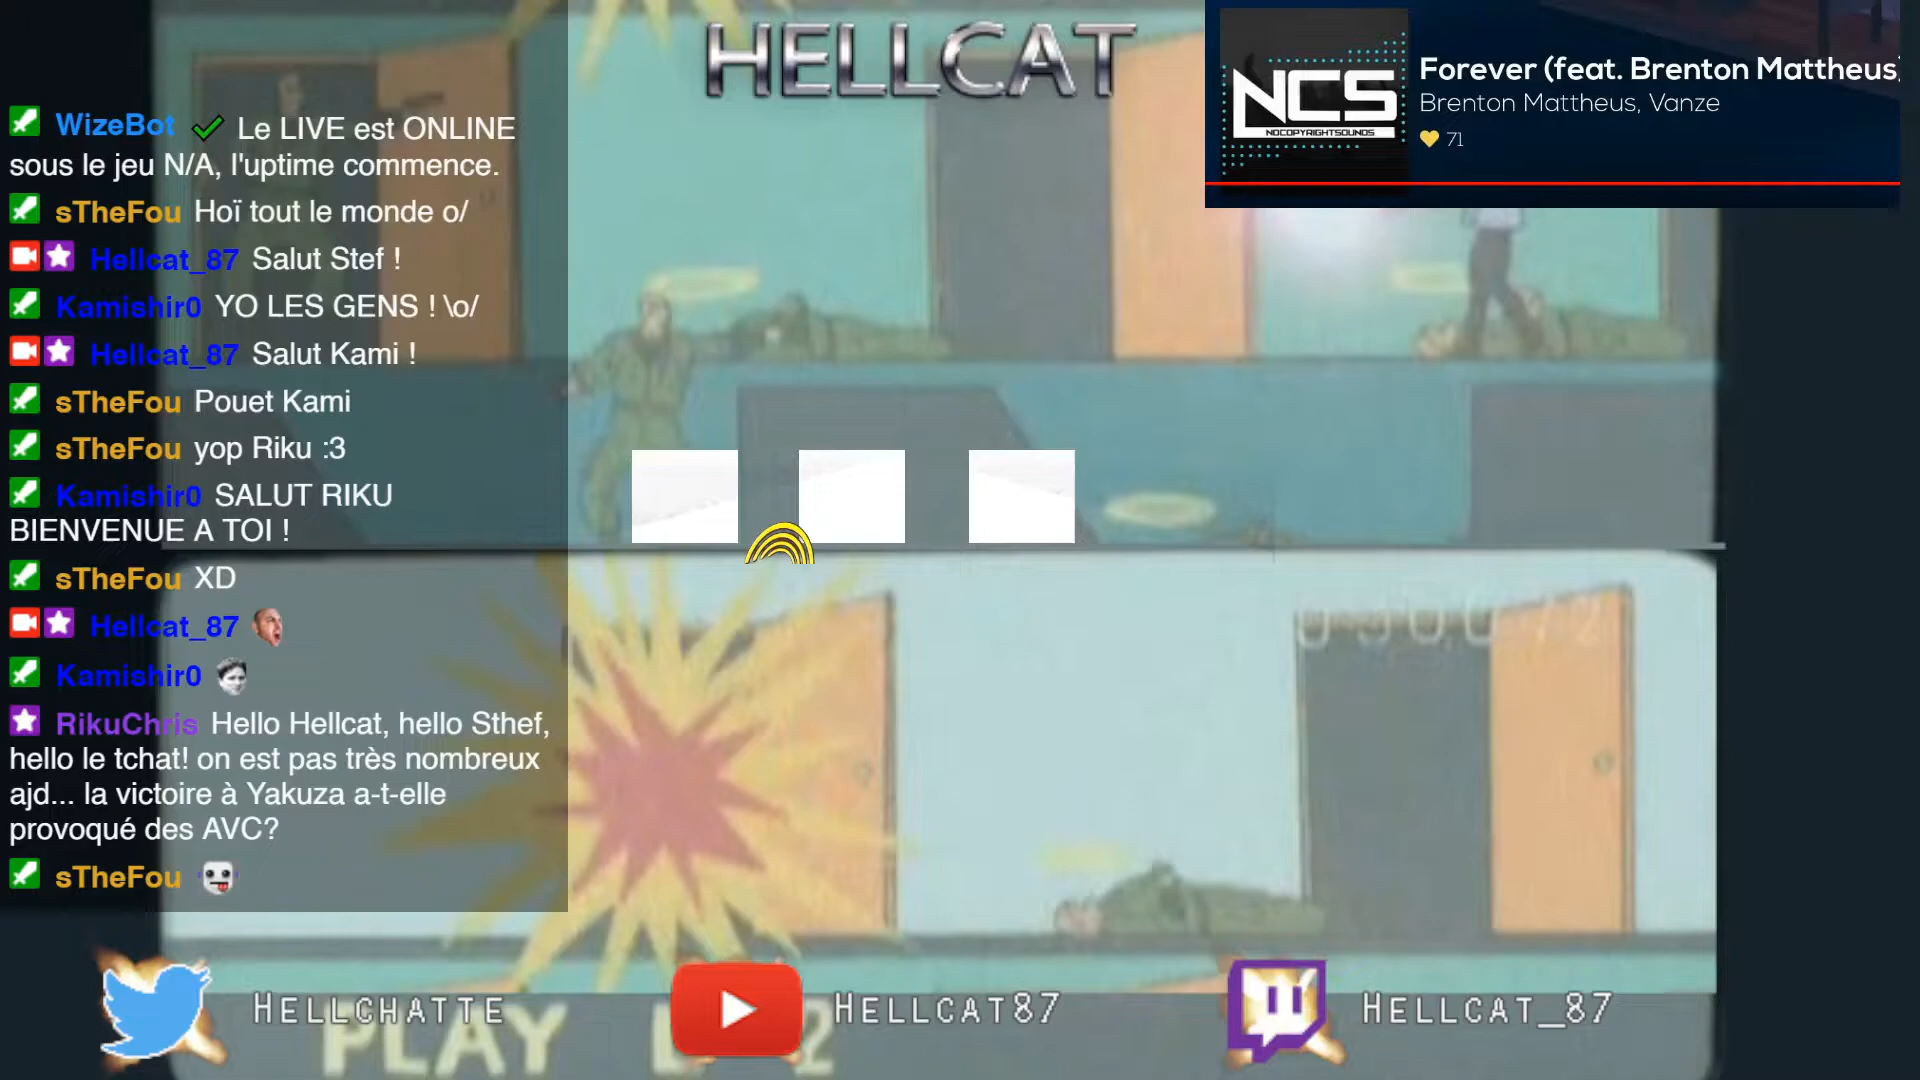 HELLCAT
NCS
NOCOPYRIGHTSOUNDS
Forever (feat. Brenton Mattheus)
Brenton Mattheus, Vanze
71
WizeBot Le LIVE est ONLINE
sous le jeu N/A, l'uptime commence.
sTheFou Hoï tout le monde o/
Hellcat_87 Salut Stef !
Kamishir0 YO LES GENS ! \o/
Hellcat_87 Salut Kami !
sTheFou Pouet Kami
sTheFou yop Riku :3
Kamishir0 SALUT RIKU
BIENVENUE A TOI !
sTheFou XD
Hellcat_87
Kamishir0
RikuChris Hello Hellcat, hello Sthef,
hello le tchat! on est pas très nombreux
ajd... la victoire à Yakuza a-t-elle
provoqué des AVC?
sTheFou
HELLCHATTE
HELLCAT87
HELLCAT_87
PLAY
2